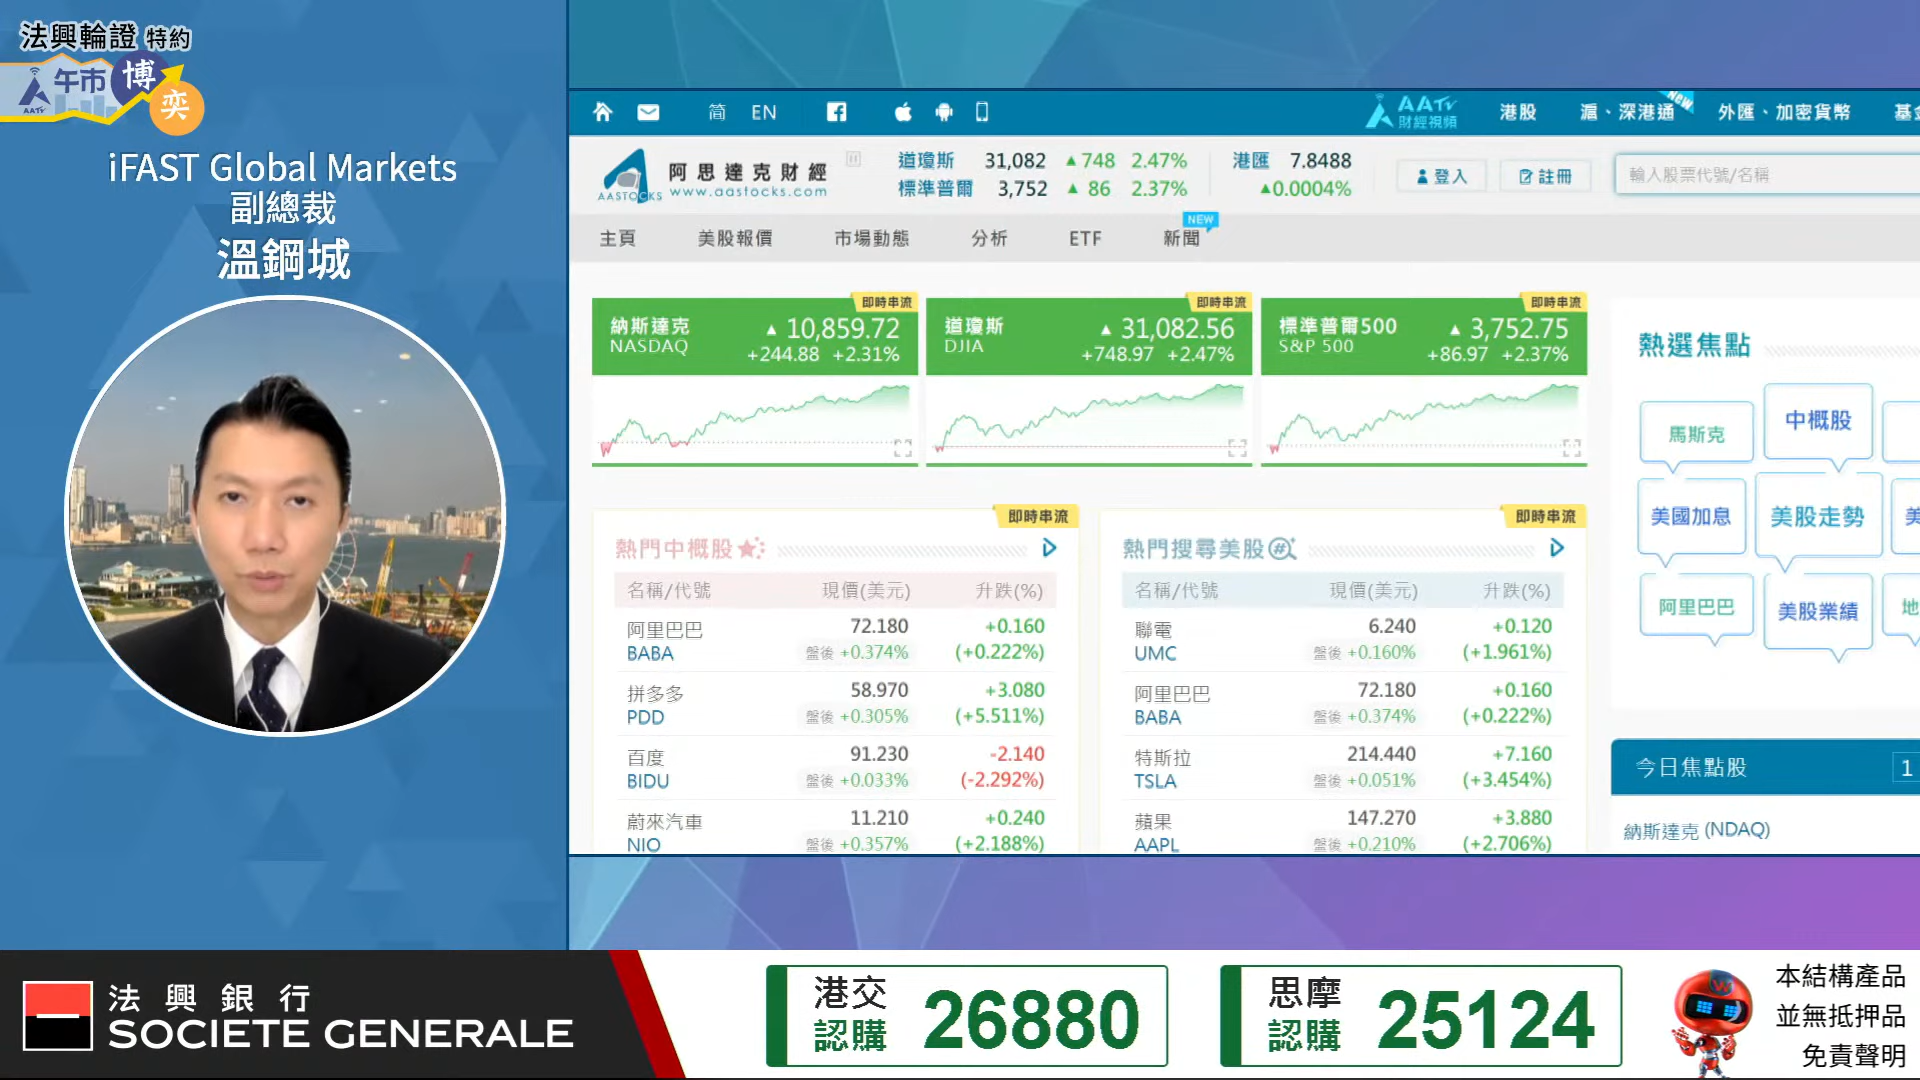 法興輪證 特約
午市博奕
AATV
iFAST Global Markets
副總裁
溫鋼城
简 EN
AATV 財經視頻
港股
滬、深港通
New
外匯、加密貨幣
AASTOCKS
阿思達克財經
www.aastocks.com
道瓊斯 31,082 ▲748 2.47%
標準普爾 3,752 ▲ 86 2.37%
港匯 7.8488
▲0.0004%
登入
註冊
輸入股票代號/名稱
主頁
美股報價
市場動態
分析
ETF
新聞
NEW
即時串流
納斯達克 ▲ 10,859.72
NASDAQ +244.88 +2.31%
即時串流
道瓊斯 ▲ 31,082.56
DJIA +748.97 +2.47%
即時串流
標準普爾500 ▲ 3,752.75
S&P 500 +86.97 +2.37%
即時串流
熱門中概股
名稱/代號 現價(美元) 升跌(%)
阿里巴巴 72.180 +0.160
BABA 盤後 +0.374% (+0.222%)
拼多多 58.970 +3.080
PDD 盤後 +0.305% (+5.511%)
百度 91.230 -2.140
BIDU 盤後 +0.033% (-2.292%)
蔚來汽車 11.210 +0.240
NIO 盤後 +0.357% (+2.188%)
即時串流
熱門搜尋美股
名稱/代號 現價(美元) 升跌(%)
聯電 6.240 +0.120
UMC 盤後 +0.160% (+1.961%)
阿里巴巴 72.180 +0.160
BABA 盤後 +0.374% (+0.222%)
特斯拉 214.440 +7.160
TSLA 盤後 +0.051% (+3.454%)
蘋果 147.270 +3.880
AAPL 盤後 +0.210% (+2.706%)
熱選焦點
馬斯克
中概股
美國加息
美股走勢
阿里巴巴
美股業績
今日焦點股
1
納斯達克 (NDAQ)
法興銀行
SOCIETE GENERALE
港交
認購
26880
思摩
認購
25124
本結構產品
並無抵押品
免責聲明